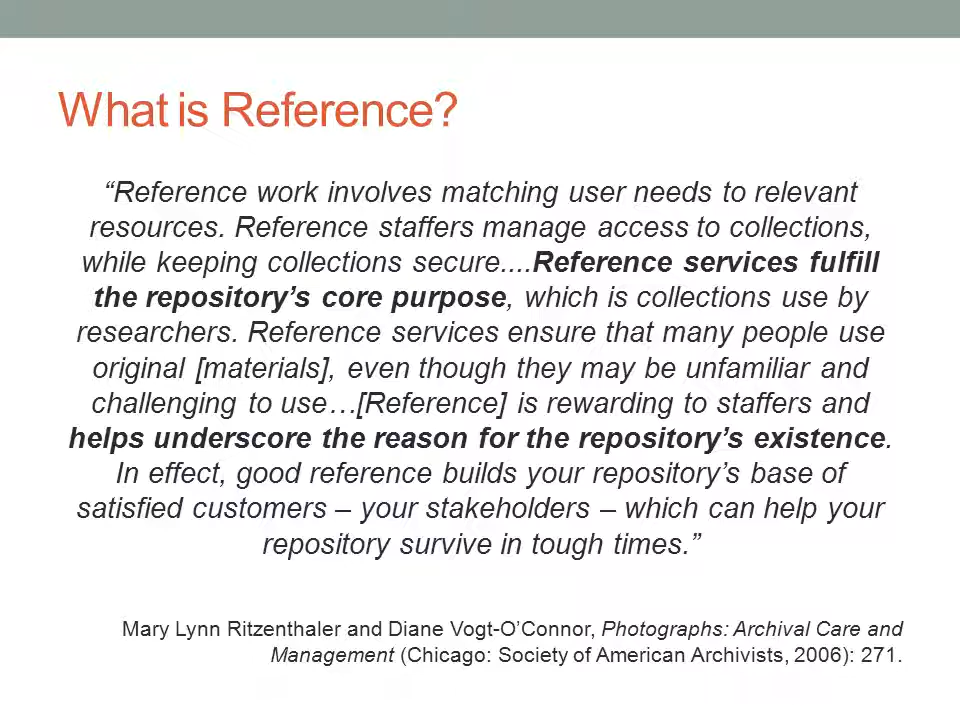 What is Reference?
“Reference work involves matching user needs to relevant
resources. Reference staffers manage access to collections,
while keeping collections secure....Reference services fulfill
the repository’s core purpose, which is collections use by
researchers. Reference services ensure that many people use
original [materials], even though they may be unfamiliar and
challenging to use…[Reference] is rewarding to staffers and
helps underscore the reason for the repository’s existence.
In effect, good reference builds your repository’s base of
satisfied customers – your stakeholders – which can help your
repository survive in tough times.”
Mary Lynn Ritzenthaler and Diane Vogt-O’Connor, Photographs: Archival Care and
Management (Chicago: Society of American Archivists, 2006): 271.